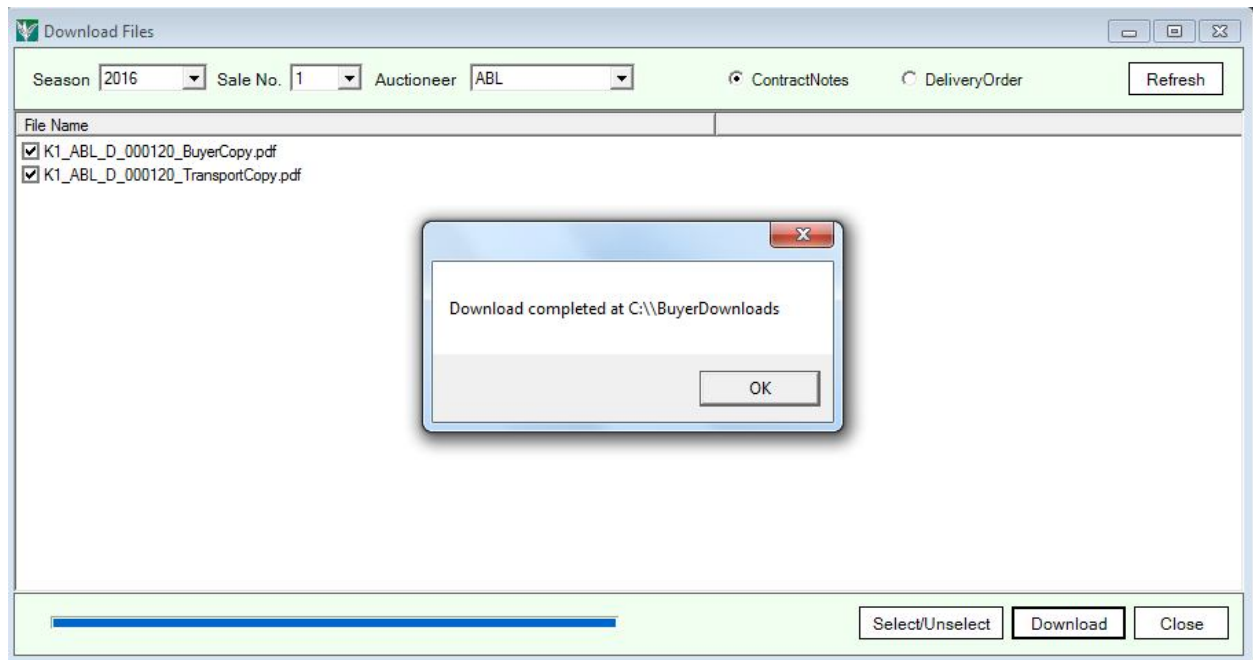 Download Files
Season 2016 Sale No. 1 Auctioneer ABL ContractNotes DeliveryOrder Refresh
File Name
K1_ABL_D_000120_BuyerCopy.pdf
K1_ABL_D_000120_TransportCopy.pdf
Download completed at C:\\BuyerDownloads
OK
Select/Unselect Download Close